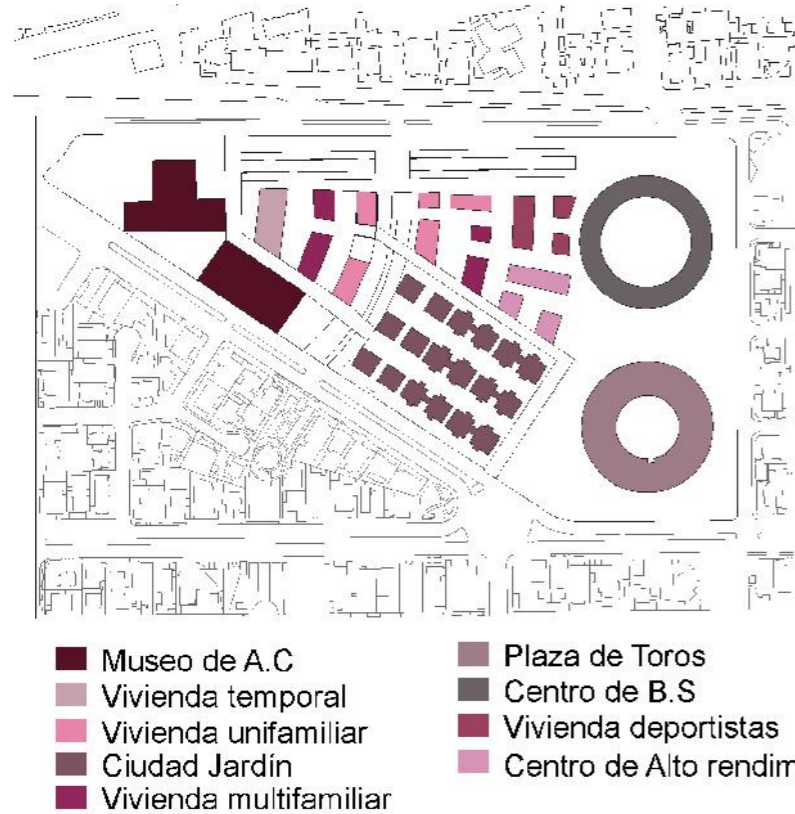 Museo de A.C
Vivienda temporal
Vivienda unifamiliar
Ciudad Jardín
Vivienda multifamiliar
Plaza de Toros
Centro de B.S
Vivienda deportistas
Centro de Alto rendim